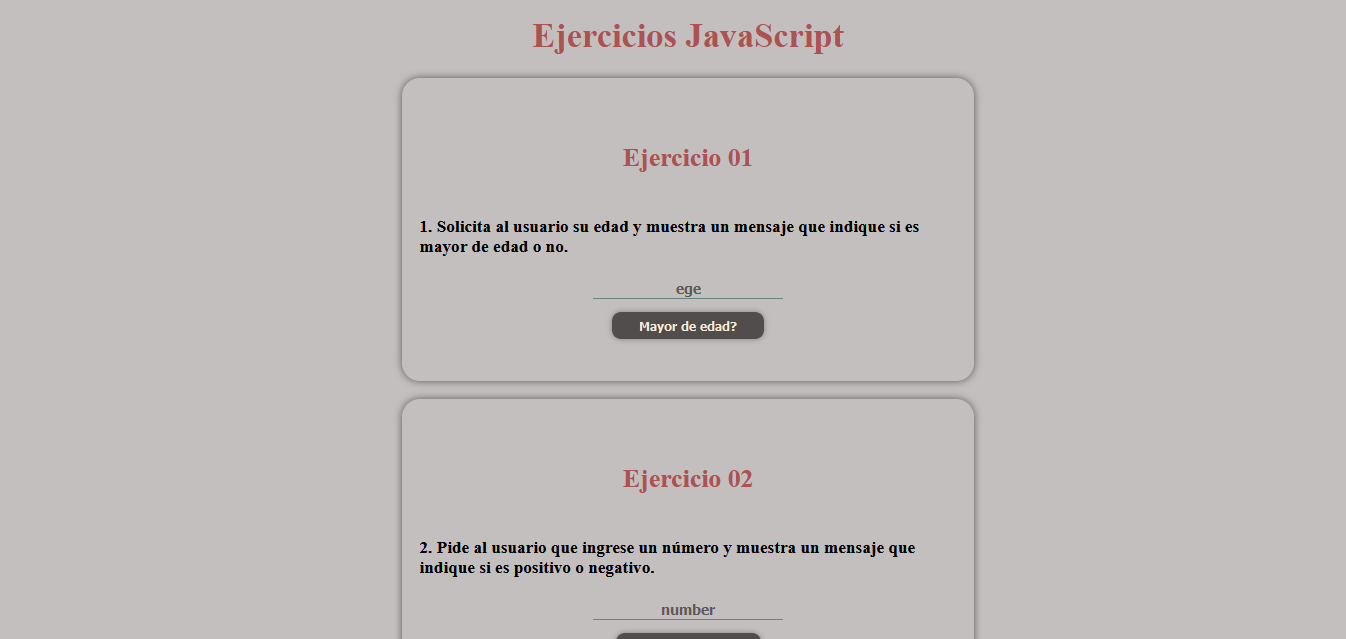 Ejercicios JavaScript
Ejercicio 01
1. Solicita al usuario su edad y muestra un mensaje que indique si es
mayor de edad o no.
ege
Mayor de edad?
Ejercicio 02
2. Pide al usuario que ingrese un número y muestra un mensaje que
indique si es positivo o negativo.
number